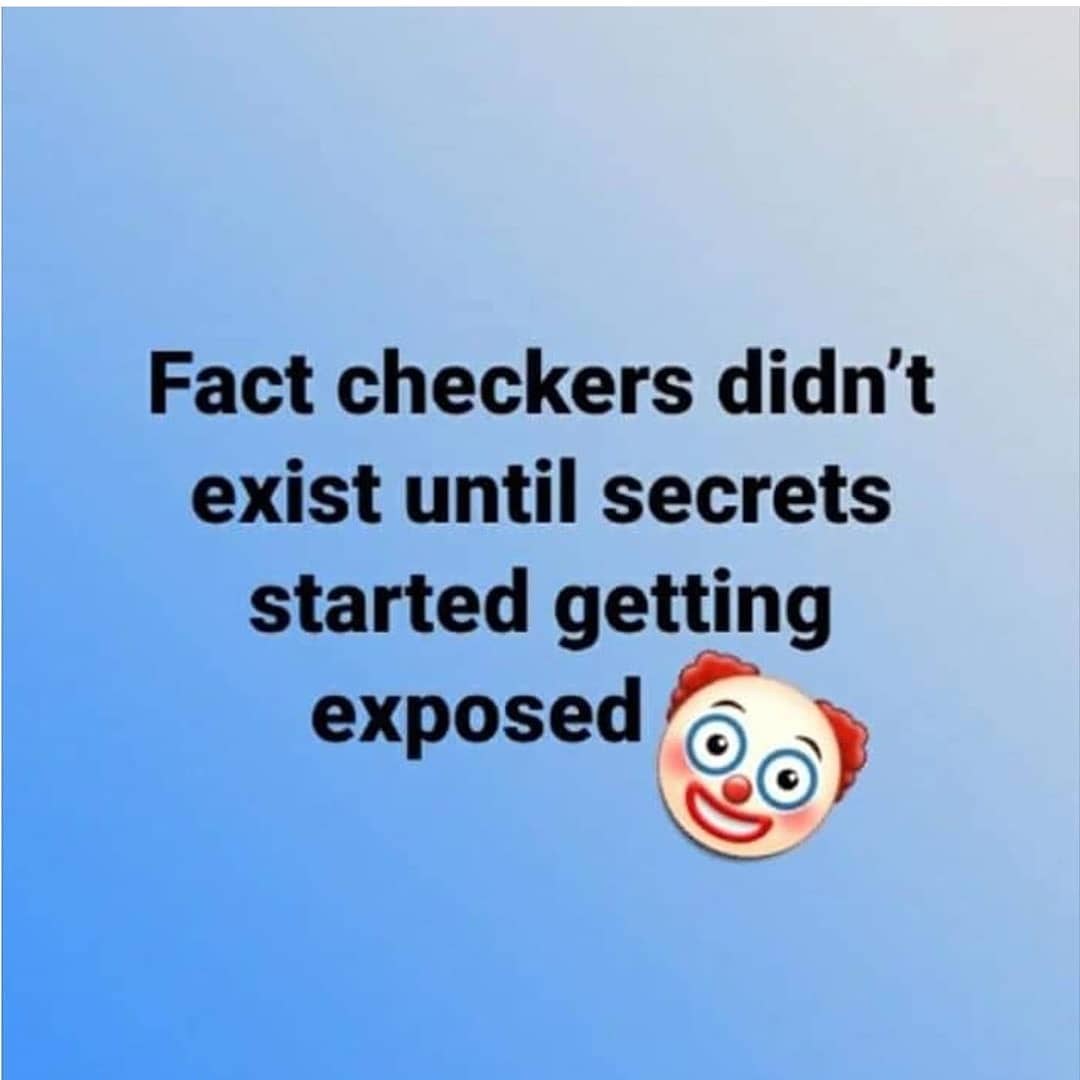 Fact checkers didn’t
exist until secrets
started getting
exposed